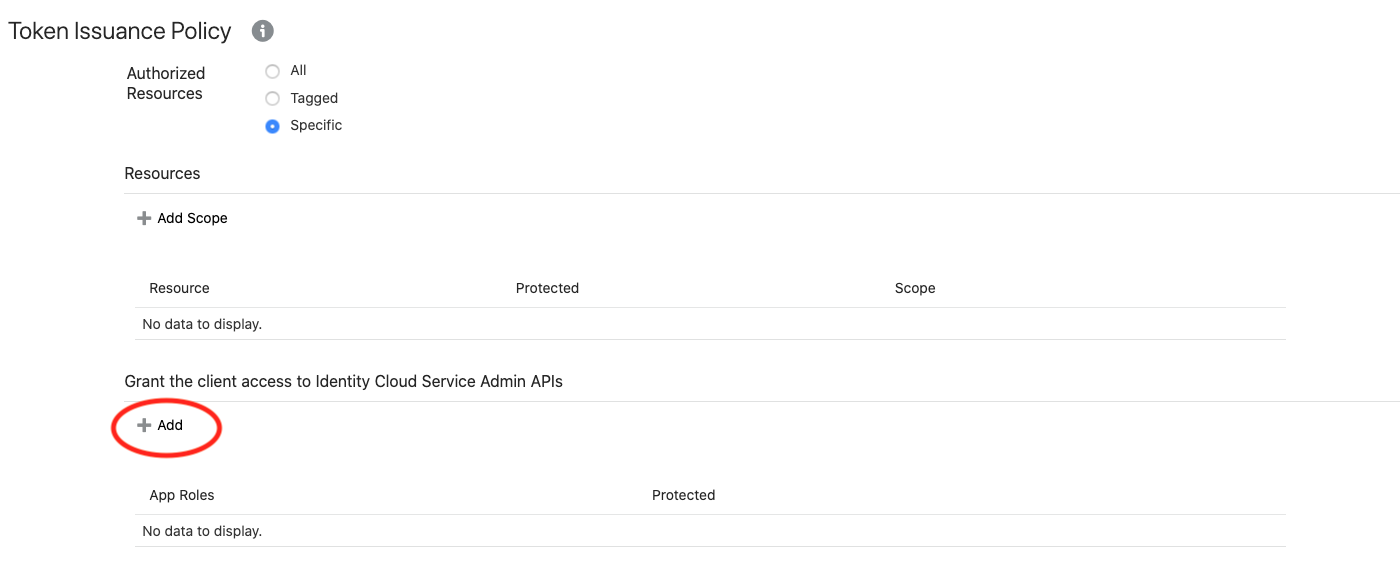 Token Issuance Policy
Authorized
Resources
All
Tagged
Specific
Resources
Add Scope
Resource Protected Scope
No data to display.
Grant the client access to Identity Cloud Service Admin APIs
Add
App Roles Protected
No data to display.